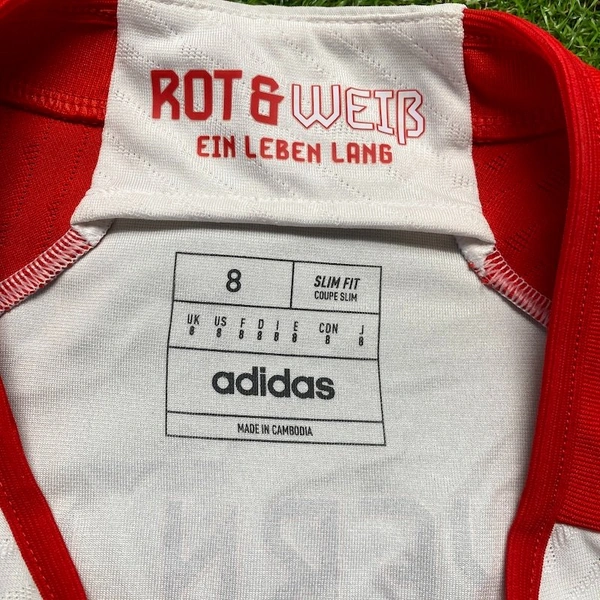 ROT & WEIß
EIN LEBEN LANG
8
SLIM FIT
COUPE SLIM
UK US F D I E CDN J
8 8 8 8 8 8 8 8
adidas
MADE IN CAMBODIA